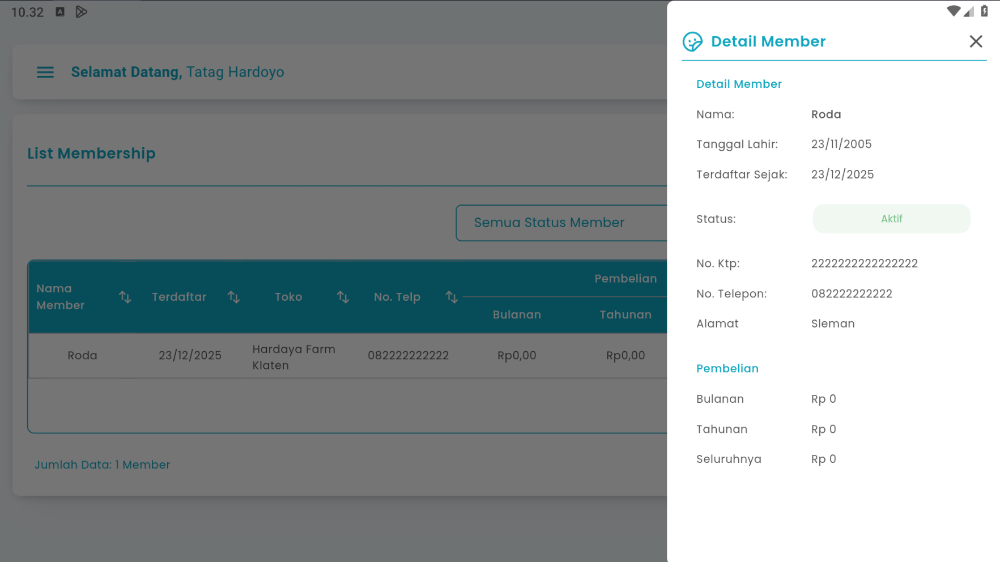 10.32
Selamat Datang, Tatag Hardoyo
List Membership
Semua Status Member
Nama Member
Terdaftar
Toko
No. Telp
Pembelian
Bulanan
Tahunan
Roda
23/12/2025
Hardaya Farm
Klaten
082222222222
Rp0,00
Rp0,00
Jumlah Data: 1 Member
Detail Member
Detail Member
Nama: Roda
Tanggal Lahir: 23/11/2005
Terdaftar Sejak: 23/12/2025
Status: Aktif
No. Ktp: 2222222222222222
No. Telepon: 082222222222
Alamat Sleman
Pembelian
Bulanan Rp 0
Tahunan Rp 0
Seluruhnya Rp 0